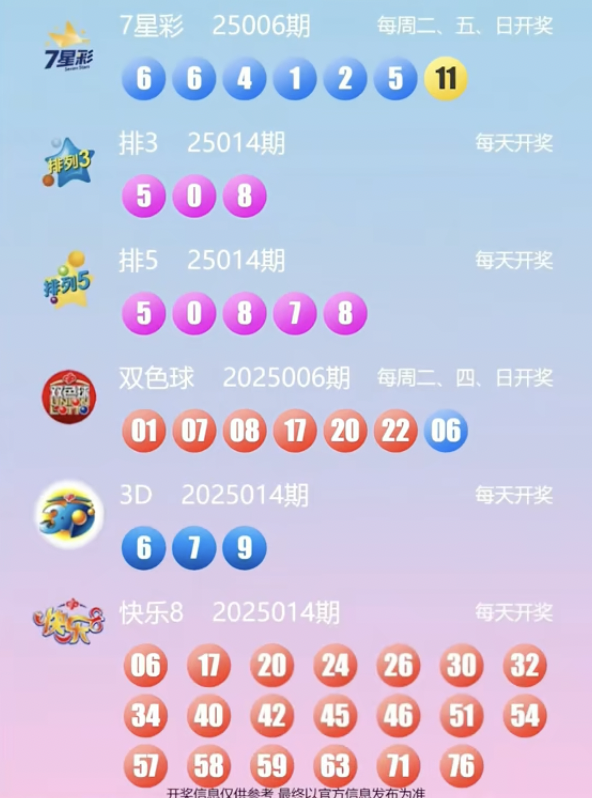 7星彩 25006期 每周二、五、日开奖
7星彩
6 6 4 1 2 5 11
排3 25014期 每天开奖
排列3
5 0 8
排5 25014期 每天开奖
排列5
5 0 8 7 8
双色球 2025006期 每周二、四、日开奖
双色球
UNION
LOTTO
01 07 08 17 20 22 06
3D 2025014期 每天开奖
3D
6 7 9
快乐8 2025014期 每天开奖
快乐8
06 17 20 24 26 30 32
34 40 42 45 46 51 54
57 58 59 63 71 76
开奖信息仅供参考 最终以官方信息发布为准